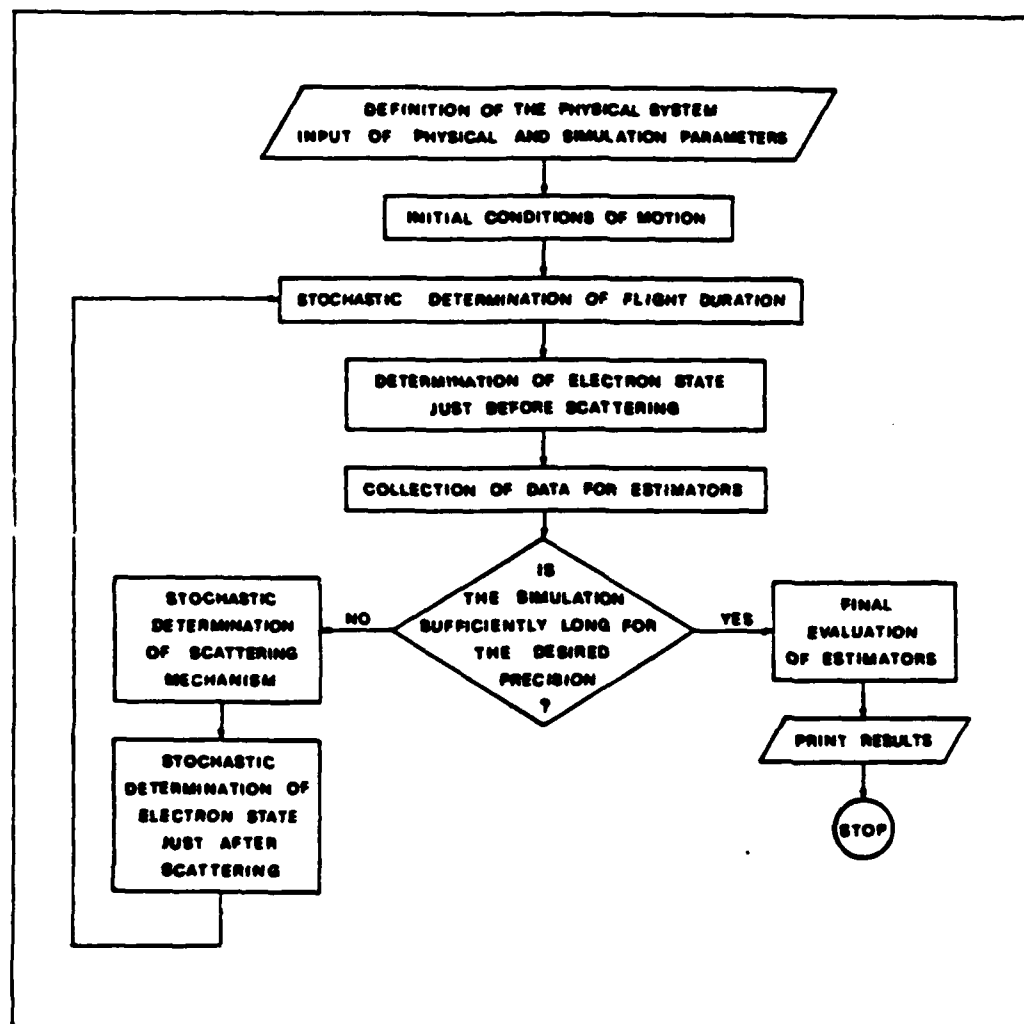 DEFINITION OF THE PHYSICAL SYSTEM
INPUT OF PHYSICAL AND SIMULATION PARAMETERS
INITIAL CONDITIONS OF MOTION
STOCHASTIC DETERMINATION OF FLIGHT DURATION
DETERMINATION OF ELECTRON STATE
JUST BEFORE SCATTERING
COLLECTION OF DATA FOR ESTIMATORS
IS
THE SIMULATION
SUFFICIENTLY LONG FOR
THE DESIRED
PRECISION
?
NO
YES
STOCHASTIC
DETERMINATION
OF SCATTERING
MECHANISM
STOCHASTIC
DETERMINATION OF
ELECTRON STATE
JUST AFTER
SCATTERING
FINAL
EVALUATION
OF ESTIMATORS
PRINT RESULTS
STOP